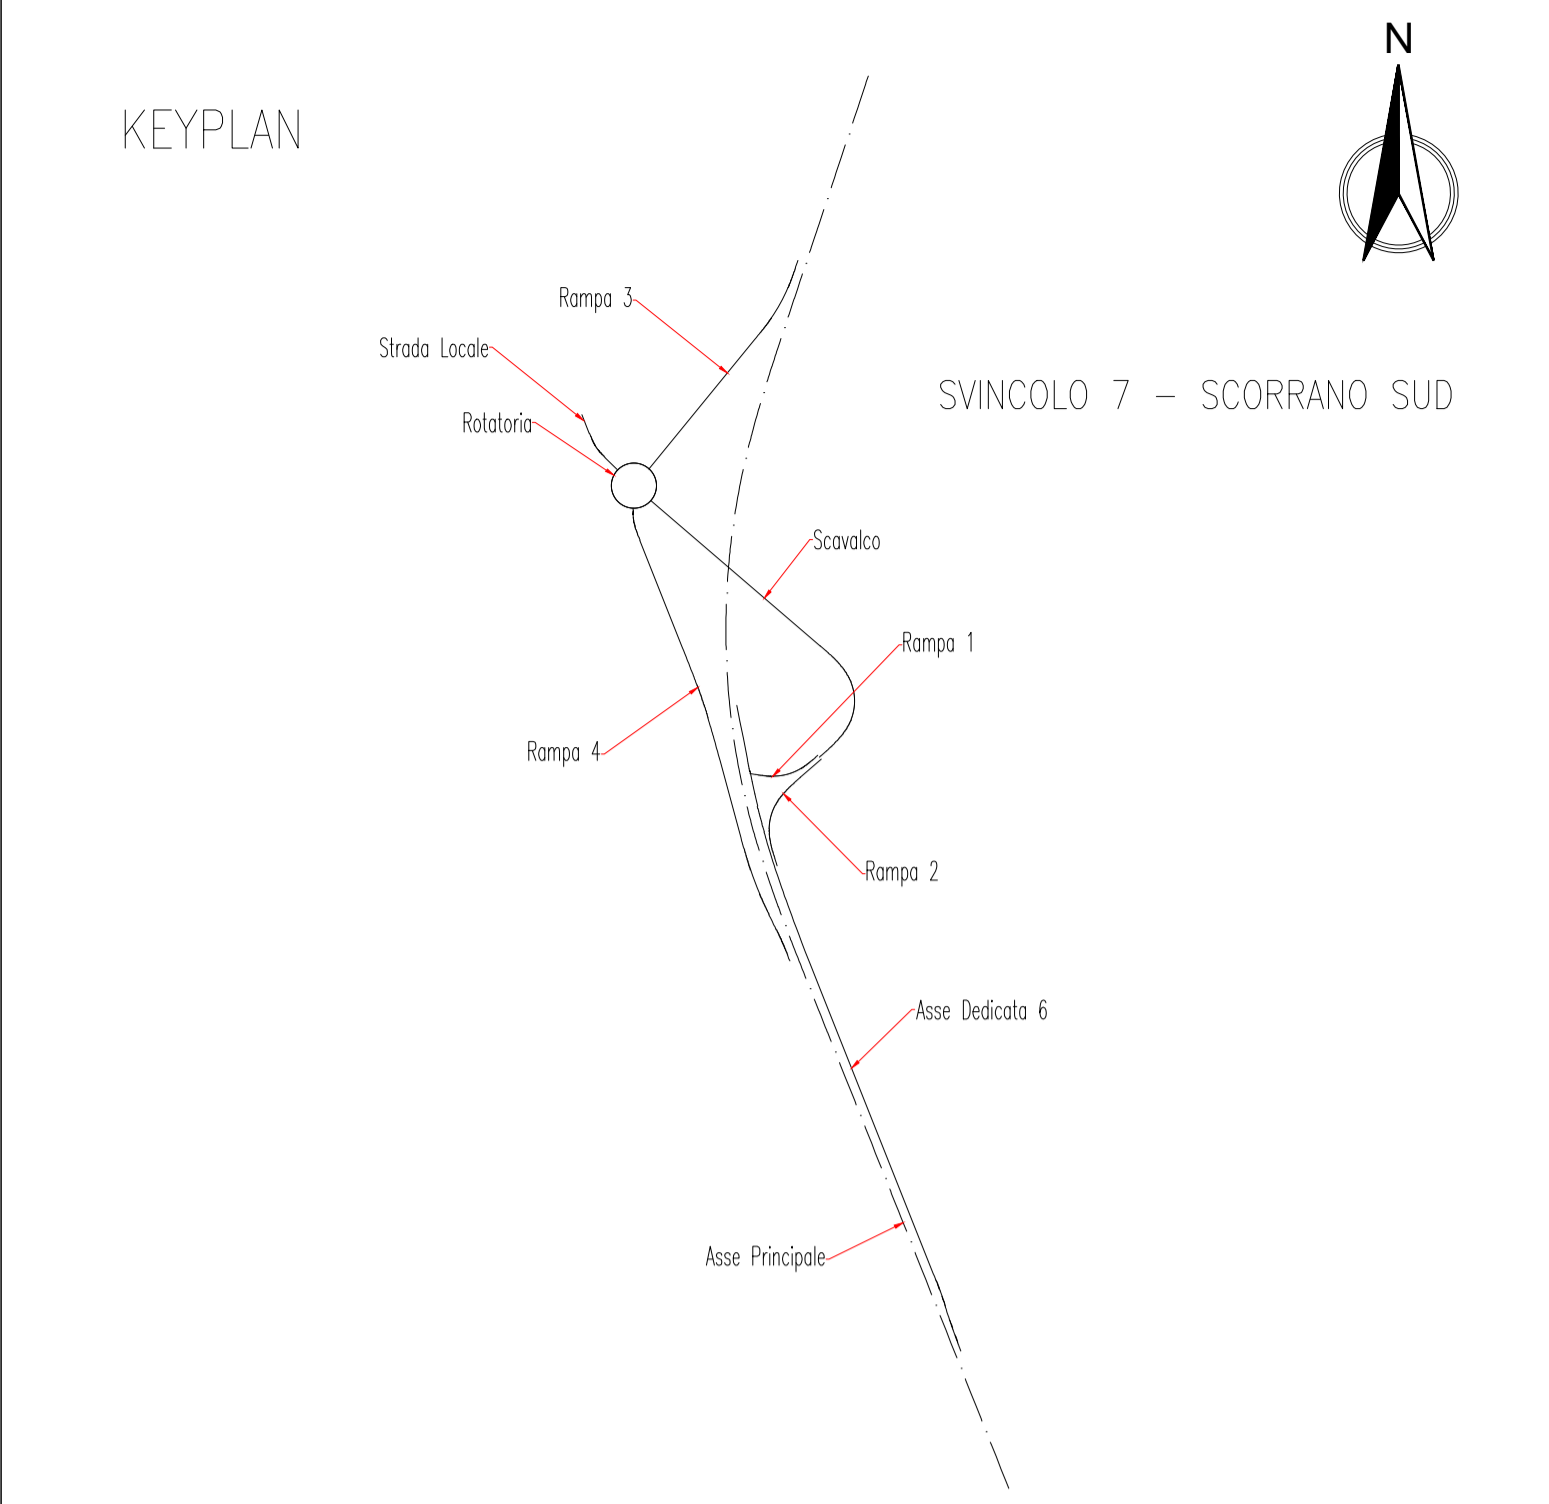 N
KEYPLAN
Rampa 3
Strada Locale
SVINCOLO 7 - SCORRANO SUD
Rotatoria
Scavalco
Rampa 1
Rampa 4
Rampa 2
Asse Dedicata 6
Asse Principale